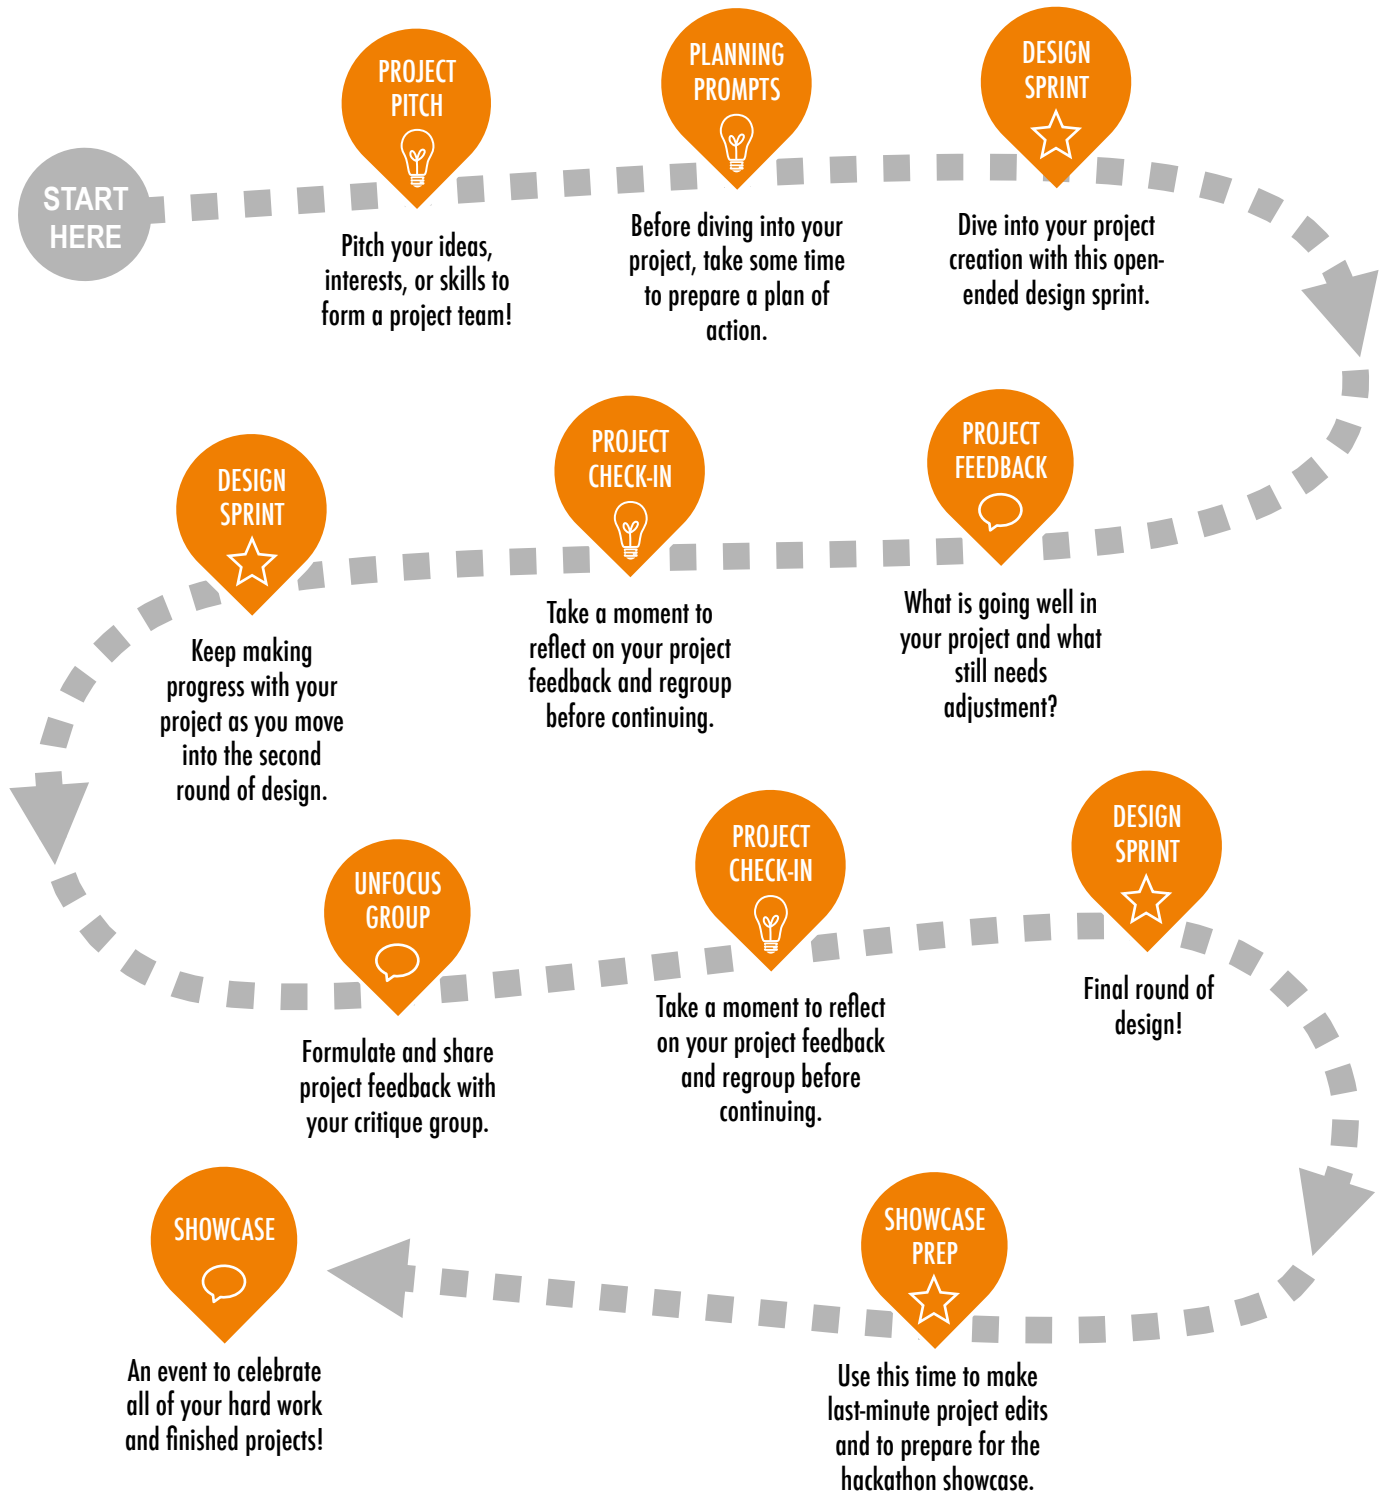 START
HERE
PROJECT
PITCH
Pitch your ideas,
interests, or skills to
form a project team!
PLANNING
PROMPTS
Before diving into your
project, take some time
to prepare a plan of
action.
DESIGN
SPRINT
Dive into your project
creation with this open-
ended design sprint.
PROJECT
FEEDBACK
What is going well in
your project and what
still needs
adjustment?
PROJECT
CHECK-IN
Take a moment to
reflect on your project
feedback and regroup
before continuing.
DESIGN
SPRINT
Keep making
progress with your
project as you move
into the second
round of design.
UNFOCUS
GROUP
Formulate and share
project feedback with
your critique group.
PROJECT
CHECK-IN
Take a moment to reflect
on your project feedback
and regroup before
continuing.
DESIGN
SPRINT
Final round of
design!
SHOWCASE
PREP
Use this time to make
last-minute project edits
and to prepare for the
hackathon showcase.
SHOWCASE
An event to celebrate
all of your hard work
and finished projects!